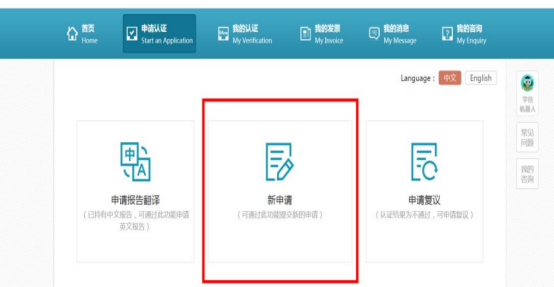 首页
Home
申请认证
Start an Application
我的认证
My Verification
我的发票
My Invoice
我的消息
My Message
我的咨询
My Enquiry
Language： 中文 English
学位
机器人
常见
问题
我的
咨询
中
A
申请报告翻译
（已持有中文报告，可通过此功能申请
英文报告）
新申请
（可通过此功能提交新的申请）
申请复议
（认证结果为不通过，可申请复议）